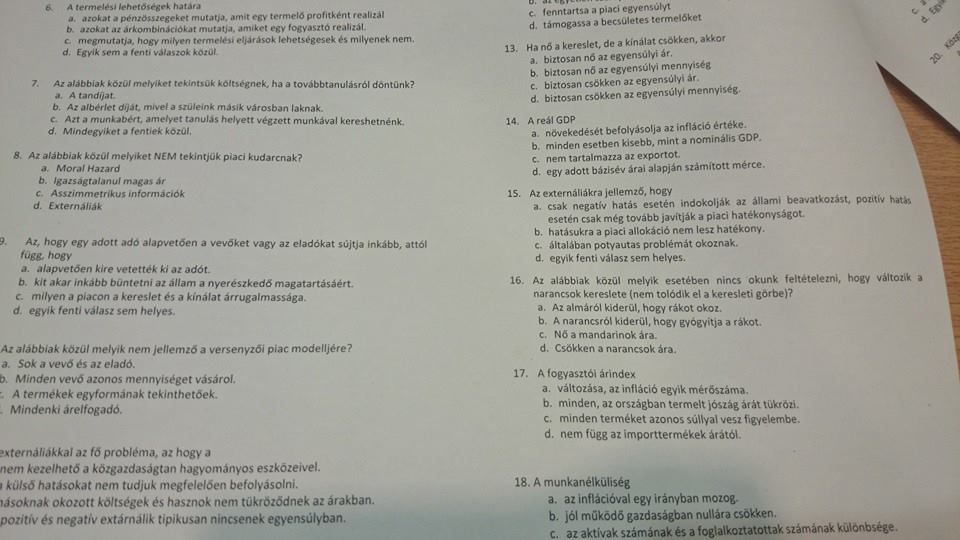 6. A termelési lehetőségek határa
a. azokat a pénzösszegeket mutatja, amit egy termelő profitként realizál
b. azokat az árkombinációkat mutatja, amiket egy fogyasztó realizál.
c. megmutatja, hogy milyen termelési eljárások lehetségesek és milyenek nem.
d. Egyik sem a fenti válaszok közül.
7. Az alábbiak közül melyiket tekintsük költségnek, ha a továbbtanulásról döntünk?
a. A tandíjat.
b. Az albérlet díját, mivel a szüleink másik városban laknak.
c. Azt a munkabért, amelyet tanulás helyett végzett munkával kereshetnénk.
d. Mindegyiket a fentiek közül.
8. Az alábbiak közül melyiket NEM tekintjük piaci kudarcnak?
a. Moral Hazard
b. Igazságtalanul magas ár
c. Asszimmetrikus információk
d. Externáliák
9. Az, hogy egy adott adó alapvetően a vevőket vagy az eladókat sújtja inkább, attól
függ, hogy
a. alapvetően kire vetették ki az adót.
b. kit akar inkább büntetni az állam a nyerészkedő magatartásáért.
c. milyen a piacon a kereslet és a kínálat árrugalmassága.
d. egyik fenti válasz sem helyes.
Az alábbiak közül melyik nem jellemző a versenyzői piac modelljére?
a. Sok a vevő és az eladó.
b. Minden vevő azonos mennyiséget vásárol.
A termékek egyformának tekinthetőek.
Mindenki árelfogadó.
externáliákkal az fő probléma, az hogy a
nem kezelhető a közgazdaságtan hagyományos eszközeivel.
külső hatásokat nem tudjuk megfelelően befolyásolni.
másoknak okozott költségek és hasznok nem tükröződnek az árakban.
pozitív és negatív extárnálik tipikusan nincsenek egyensúlyban.
c. fenntartsa a piaci egyensúlyt
d. támogassa a becsületes termelőket
13. Ha nő a kereslet, de a kínálat csökken, akkor
a. biztosan nő az egyensúlyi ár.
b. biztosan nő az egyensúlyi mennyiség
c. biztosan csökken az egyensúlyi ár.
d. biztosan csökken az egyensúlyi mennyiség.
14. A reál GDP
a. növekedését befolyásolja az infláció értéke.
b. minden esetben kisebb, mint a nominális GDP.
c. nem tartalmazza az exportot.
d. egy adott bázisév árai alapján számított mérce.
15. Az externáliákra jellemző, hogy
a. csak negatív hatás esetén indokolják az állami beavatkozást, pozitív hatás
esetén csak még tovább javítják a piaci hatékonyságot.
b. hatásukra a piaci allokáció nem lesz hatékony.
c. általában potyautas problémát okoznak.
d. egyik fenti válasz sem helyes.
16. Az alábbiak közül melyik esetében nincs okunk feltételezni, hogy változik a
narancsok kereslete (nem tolódik el a keresleti görbe)?
a. Az almáról kiderül, hogy rákot okoz.
b. A narancsról kiderül, hogy gyógyítja a rákot.
c. Nő a mandarinok ára.
d. Csökken a narancsok ára.
17. A fogyasztói árindex
a. változása, az infláció egyik mérőszáma.
b. minden, az országban termelt jószág árát tükrözi.
c. minden terméket azonos súllyal vesz figyelembe.
d. nem függ az importtermékek árától.
18. A munkanélküliség
a. az inflációval egy irányban mozog.
b. jól működő gazdaságban nullára csökken.
c. az aktívak számának és a foglalkoztatottak számának különbsége.
c. a
d. Egyi
20.